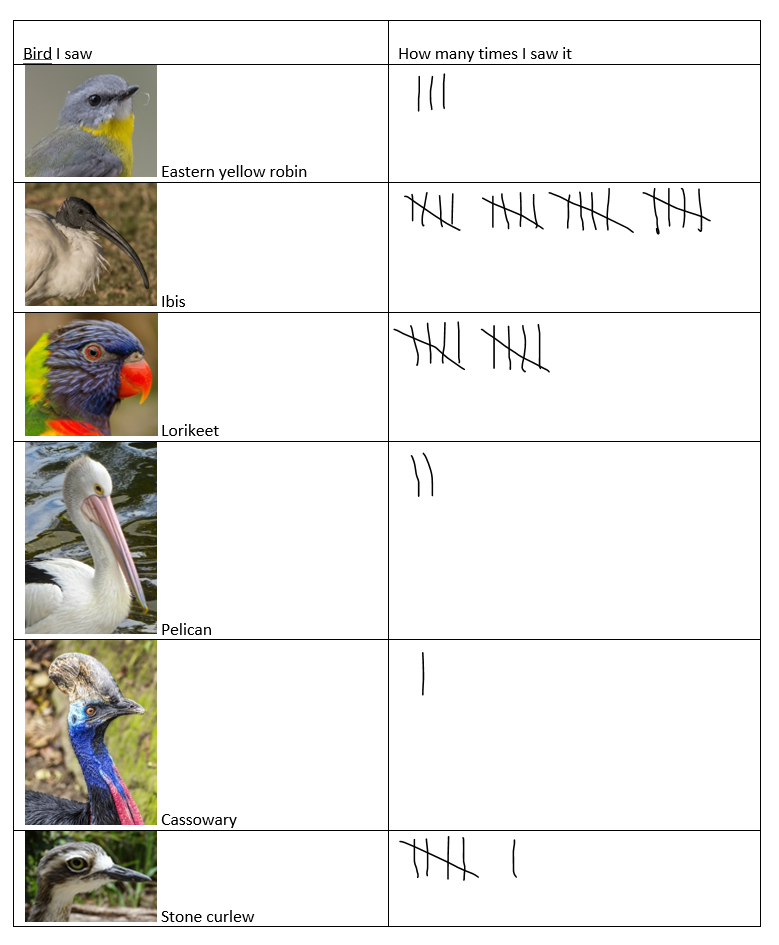 Bird I saw
How many times I saw it
Eastern yellow robin
Ibis
Lorikeet
Pelican
Cassowary
Stone curlew